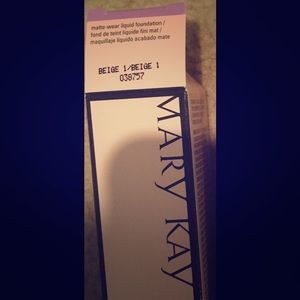 matte-wear liquid foundation /
fond de teint liquide fini mat /
maquillaje líquido acabado mate
BEIGE 1/BEIGE 1
038757
MARY KAY